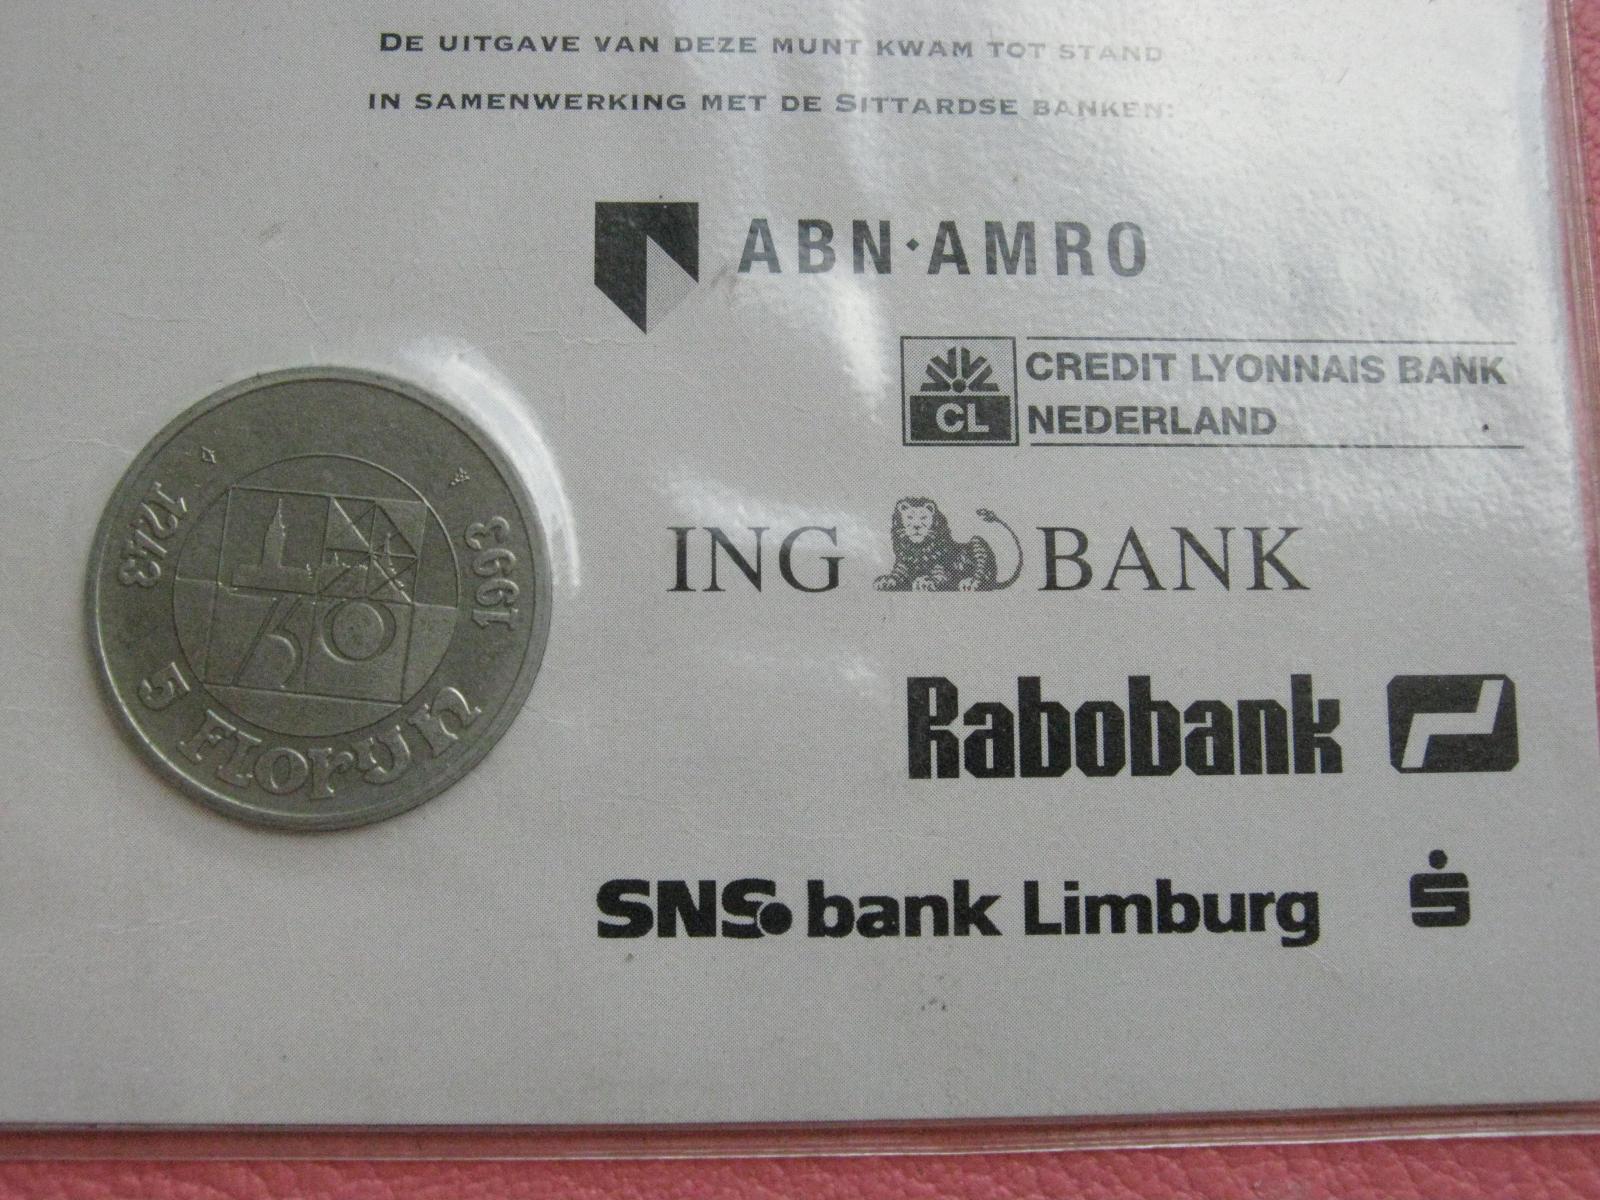 DE UITGAVE VAN DEZE MUNT KWAM TOT STAND
IN SAMENWERKING MET DE SITTARDSE BANKEN:
ABN·AMRO
CL
CREDIT LYONNAIS BANK
NEDERLAND
ING BANK
Rabobank
SNS bank Limburg
1243
1993
750
5 Floryn